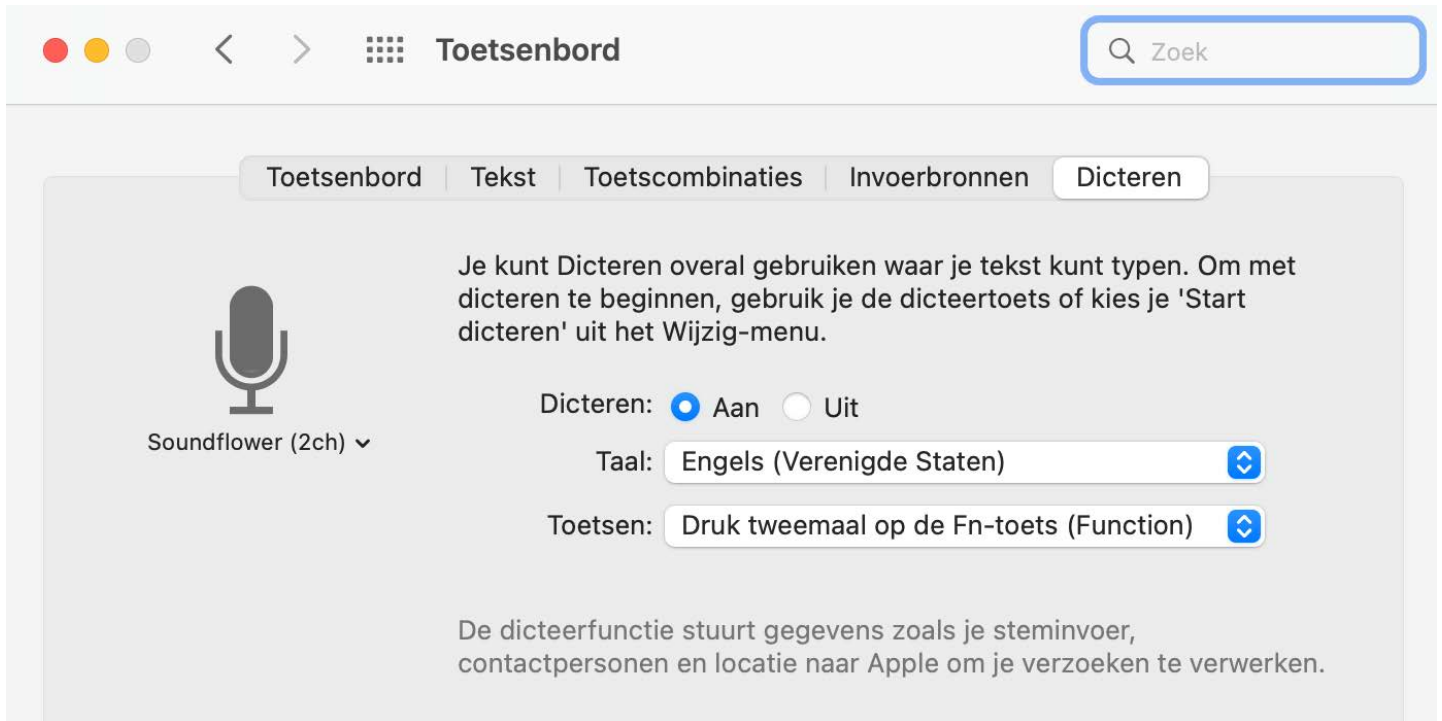 Toetsenbord
Zoek
Toetsenbord Tekst Toetscombinaties Invoerbronnen Dicteren
Je kunt Dicteren overal gebruiken waar je tekst kunt typen. Om met
dicteren te beginnen, gebruik je de dicteertoets of kies je 'Start
dicteren' uit het Wijzig-menu.
Dicteren: Aan Uit
Soundflower (2ch)
Taal: Engels (Verenigde Staten)
Toetsen: Druk tweemaal op de Fn-toets (Function)
De dicteerfunctie stuurt gegevens zoals je steminvoer,
contactpersonen en locatie naar Apple om je verzoeken te verwerken.